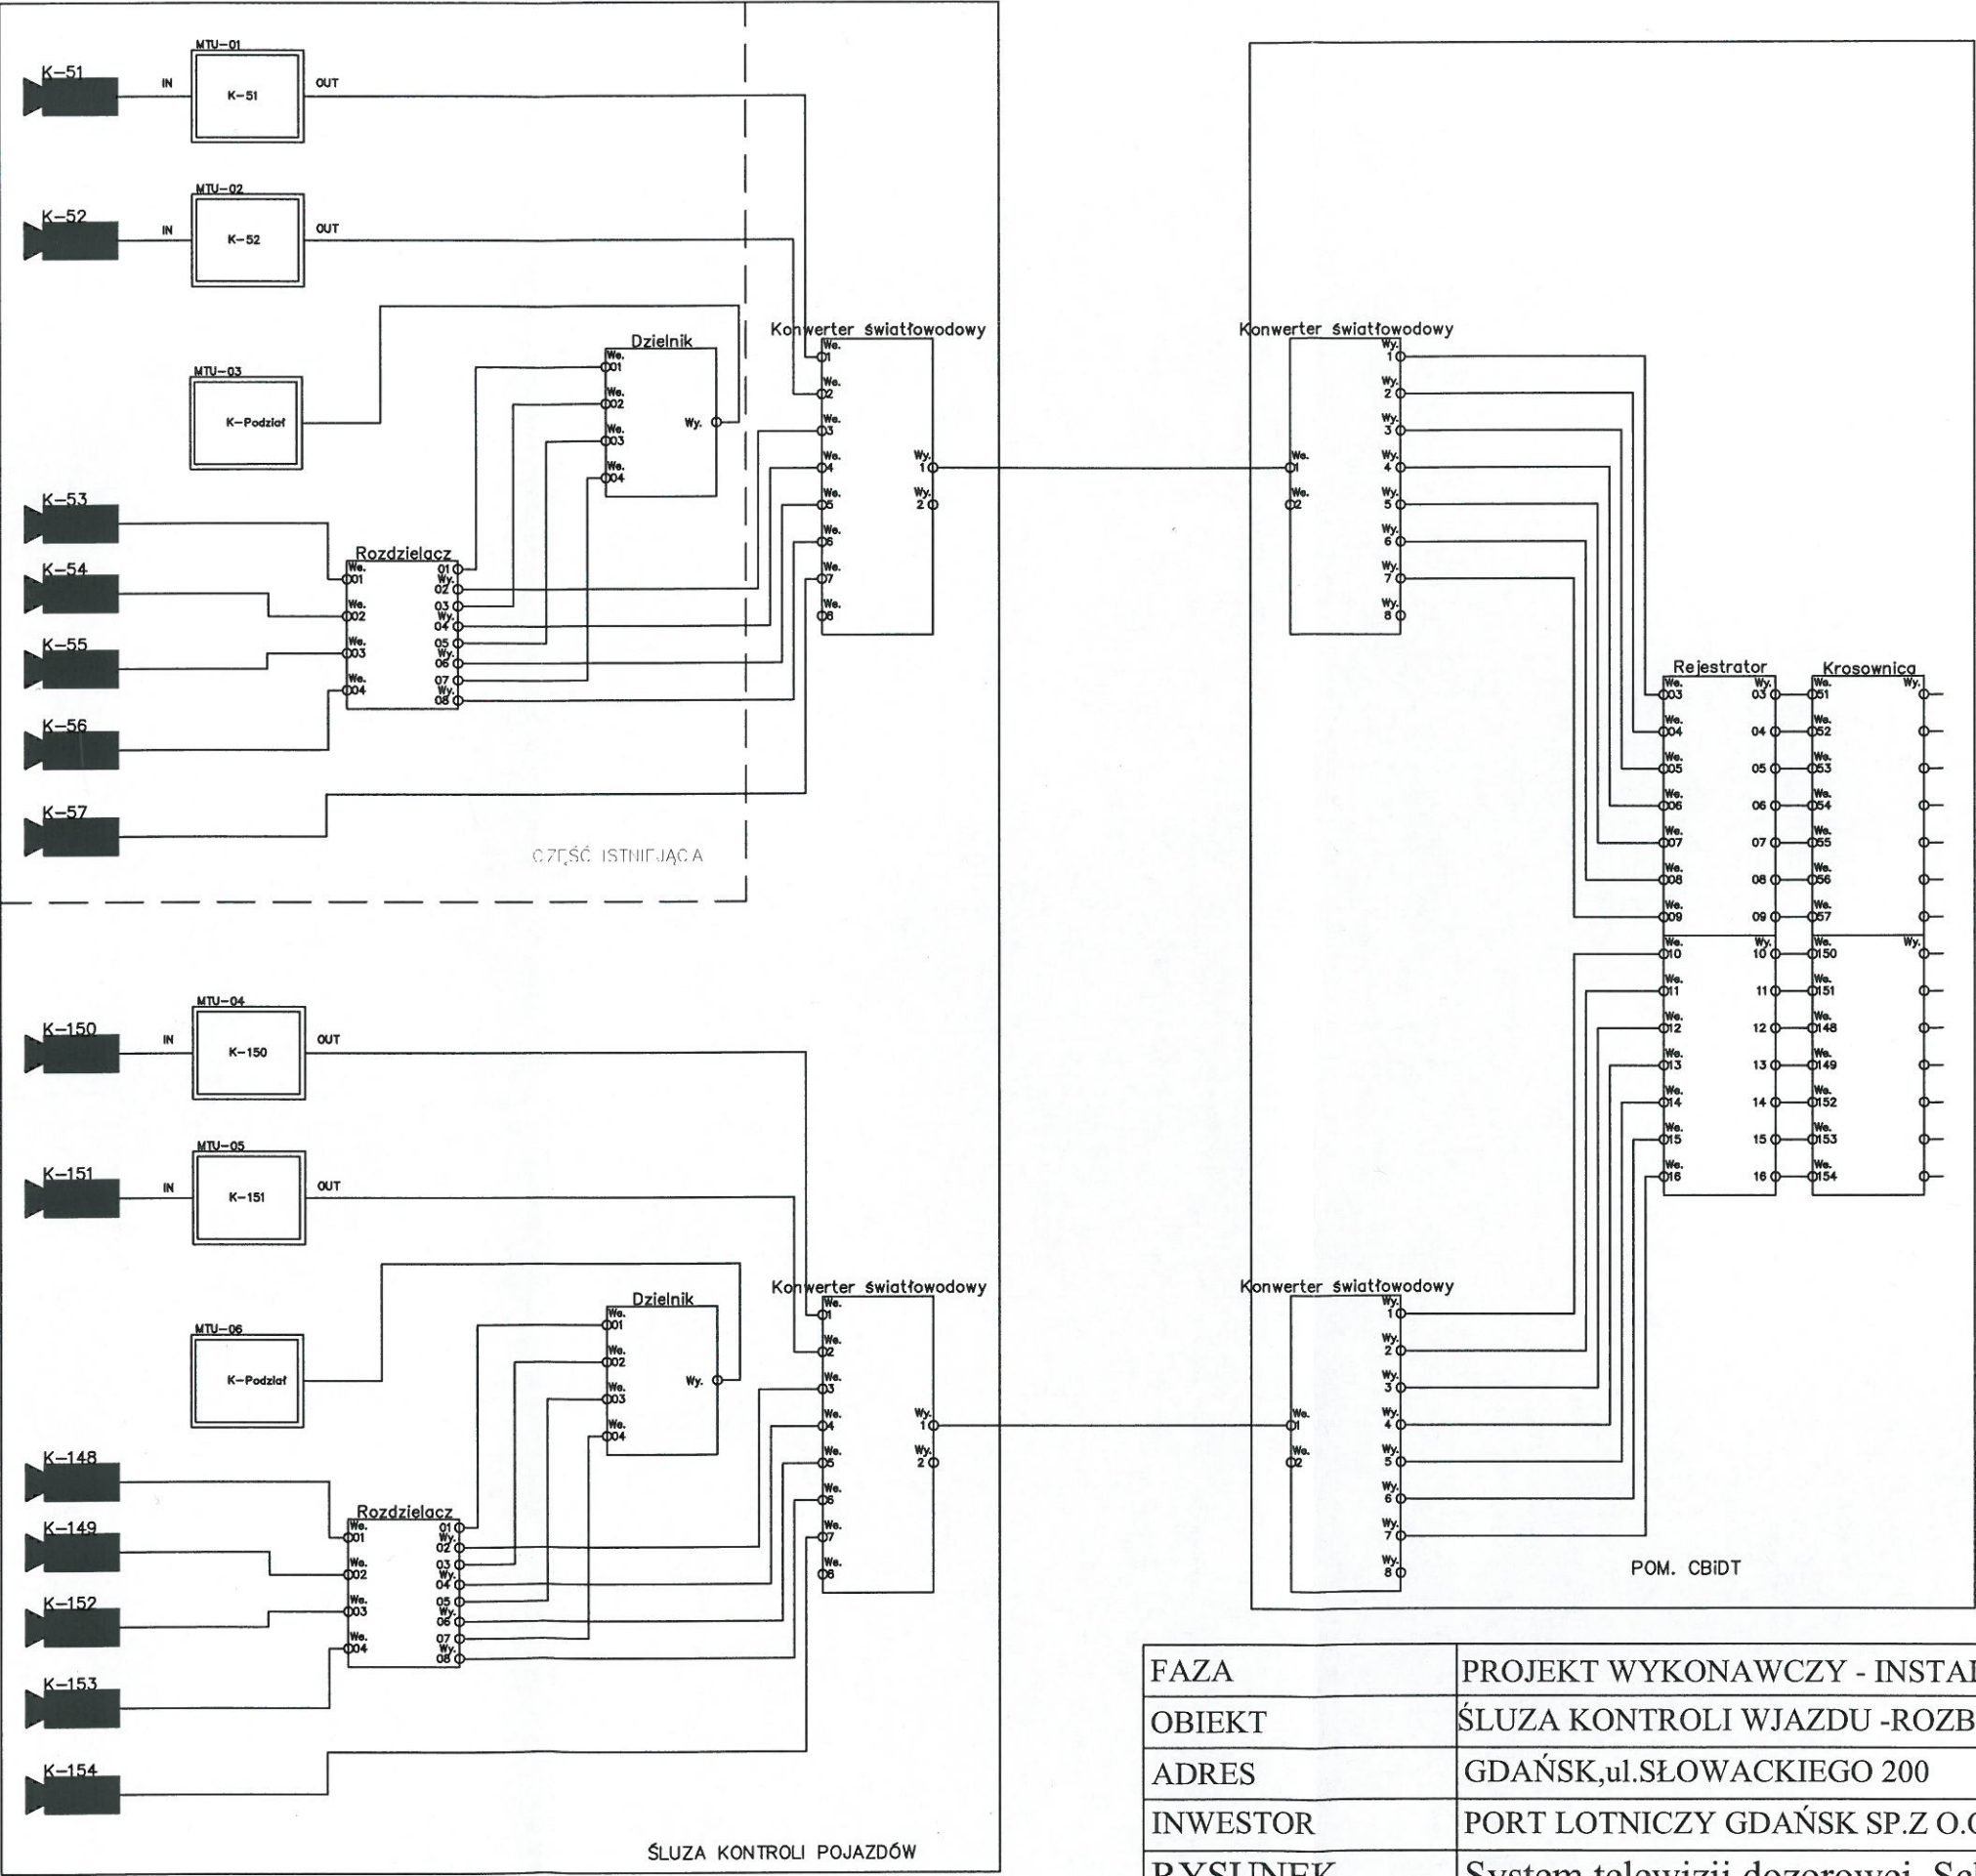 K-51
MTU-01
IN
K-51
OUT
K-52
MTU-02
IN
K-52
OUT
MTU-03
K-Podział
Dzielnik
We.
01
We.
02
We.
03
We.
04
Wy.
Konwerter światłowodowy
We.
1
We.
2
We.
3
We.
4
We.
5
We.
6
We.
7
We.
8
Wy.
1
Wy.
2
K-53
K-54
K-55
K-56
K-57
Rozdzielacz
We.
01
We.
02
We.
03
We.
04
01
Wy.
02
03
Wy.
04
05
Wy.
06
07
Wy.
08
CZĘŚĆ ISTNIEJĄCA
Konwerter światłowodowy
We.
1
We.
2
Wy.
1
Wy.
2
Wy.
3
Wy.
4
Wy.
5
Wy.
6
Wy.
7
Wy.
8
Rejestrator
We.
03
We.
04
We.
05
We.
06
We.
07
We.
08
We.
09
We.
10
We.
11
We.
12
We.
13
We.
14
We.
15
We.
16
Wy.
03
04
05
06
07
08
09
Wy.
10
11
12
13
14
15
16
Krosownica
We.
51
We.
52
We.
53
We.
54
We.
55
We.
56
We.
57
We.
150
We.
151
We.
148
We.
149
We.
152
We.
153
We.
154
Wy.
Wy.
K-150
MTU-04
IN
K-150
OUT
K-151
MTU-05
IN
K-151
OUT
MTU-06
K-Podział
Dzielnik
We.
01
We.
02
We.
03
We.
04
Wy.
Konwerter światłowodowy
We.
1
We.
2
We.
3
We.
4
We.
5
We.
6
We.
7
We.
8
Wy.
1
Wy.
2
K-148
K-149
K-152
K-153
K-154
Rozdzielacz
We.
01
We.
02
We.
03
We.
04
01
Wy.
02
03
Wy.
04
05
Wy.
06
07
Wy.
08
ŚLUZA KONTROLI POJAZDÓW
Konwerter światłowodowy
We.
1
We.
2
Wy.
1
Wy.
2
Wy.
3
Wy.
4
Wy.
5
Wy.
6
Wy.
7
Wy.
8
POM. CBiDT
FAZA PROJEKT WYKONAWCZY - INSTAL
OBIEKT ŚLUZA KONTROLI WJAZDU -ROZB
ADRES GDAŃSK,ul.SŁOWACKIEGO 200
INWESTOR PORT LOTNICZY GDAŃSK SP.Z O.O
RYSUNEK System telewizji dozorowej